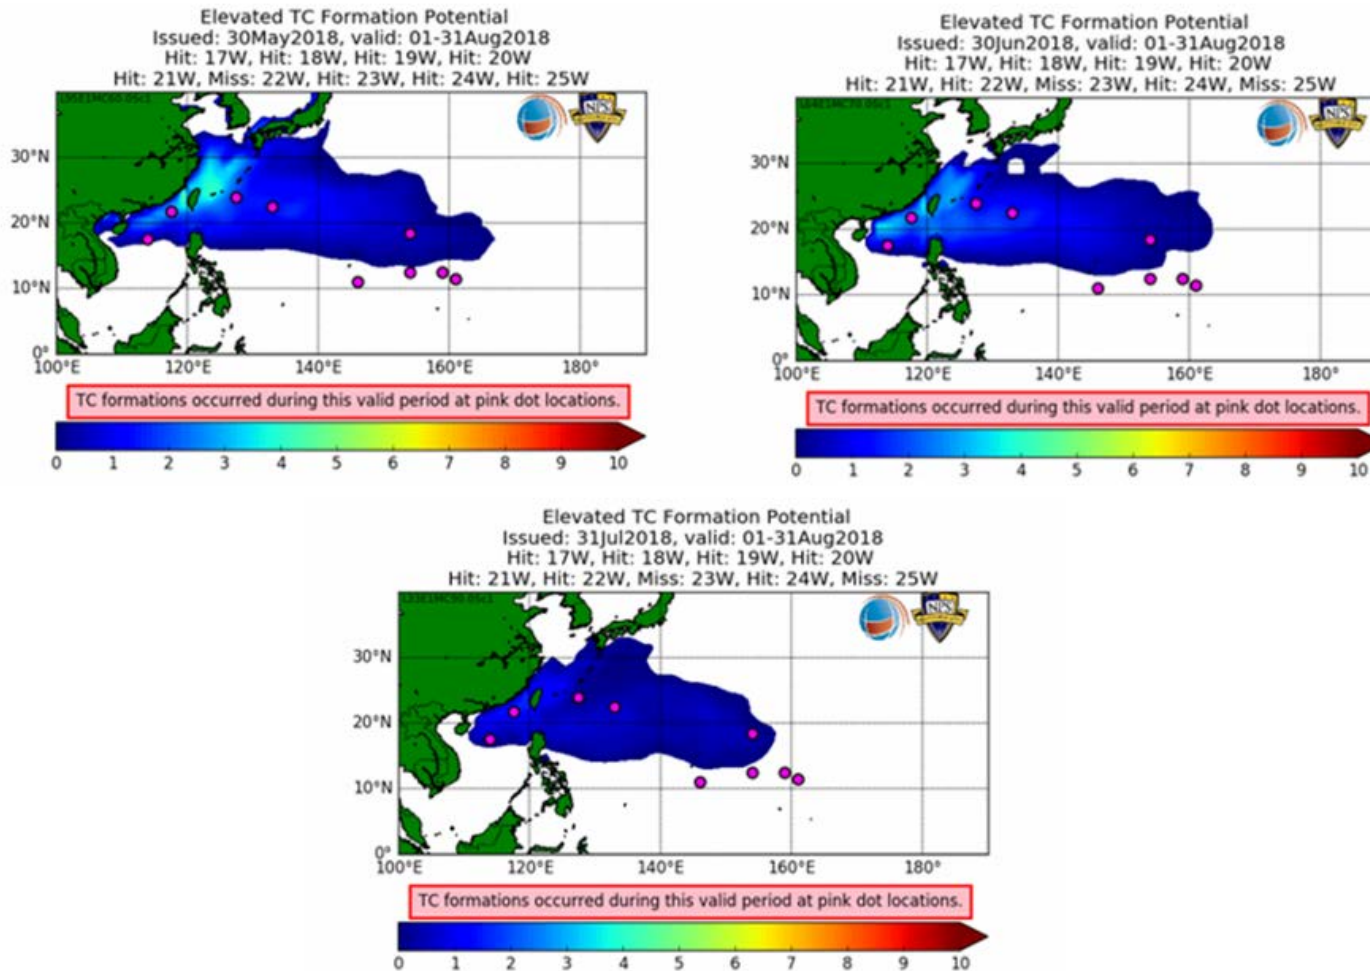 Elevated TC Formation Potential
Issued: 30May2018, valid: 01-31Aug2018
Hit: 17W, Hit: 18W, Hit: 19W, Hit: 20W
Hit: 21W, Miss: 22W, Hit: 23W, Hit: 24W, Hit: 25W
NPS
30°N
20°N
10°N
0°
100°E 120°E 140°E 160°E 180°
TC formations occurred during this valid period at pink dot locations.
0 1 2 3 4 5 6 7 8 9 10
Elevated TC Formation Potential
Issued: 30Jun2018, valid: 01-31Aug2018
Hit: 17W, Hit: 18W, Hit: 19W, Hit: 20W
Hit: 21W, Hit: 22W, Miss: 23W, Hit: 24W, Miss: 25W
NPS
30°N
20°N
10°N
0°
100°E 120°E 140°E 160°E 180°
TC formations occurred during this valid period at pink dot locations.
0 1 2 3 4 5 6 7 8 9 10
Elevated TC Formation Potential
Issued: 31Jul2018, valid: 01-31Aug2018
Hit: 17W, Hit: 18W, Hit: 19W, Hit: 20W
Hit: 21W, Hit: 22W, Miss: 23W, Hit: 24W, Miss: 25W
NPS
30°N
20°N
10°N
0°
100°E 120°E 140°E 160°E 180°
TC formations occurred during this valid period at pink dot locations.
0 1 2 3 4 5 6 7 8 9 10